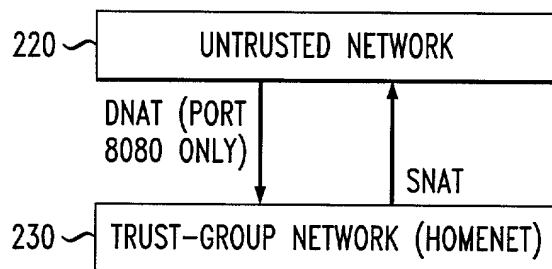 220
UNTRUSTED NETWORK
DNAT (PORT
8080 ONLY)
SNAT
230
TRUST-GROUP NETWORK (HOMENET)